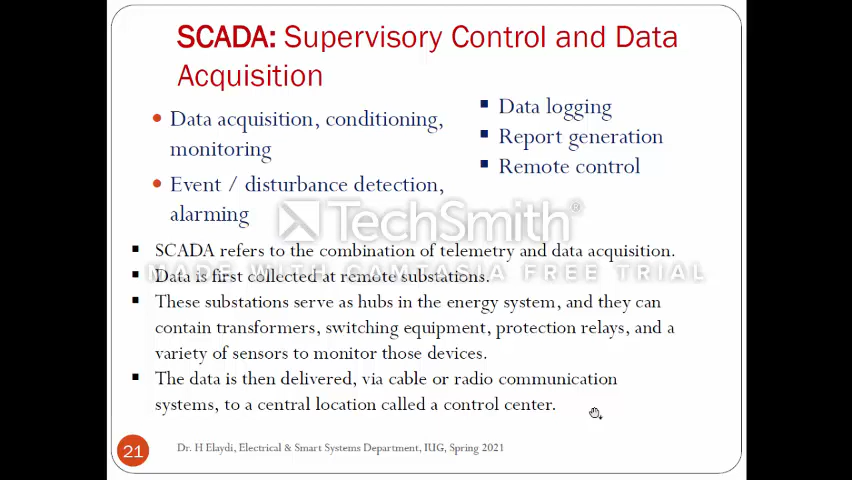 SCADA: Supervisory Control and Data
Acquisition
Data acquisition, conditioning,
monitoring
Event / disturbance detection,
alarming
Data logging
Report generation
Remote control
TechSmith®
MADE WITH CAMTASIA FREE TRIAL
SCADA refers to the combination of telemetry and data acquisition.
Data is first collected at remote substations.
These substations serve as hubs in the energy system, and they can
contain transformers, switching equipment, protection relays, and a
variety of sensors to monitor those devices.
The data is then delivered, via cable or radio communication
systems, to a central location called a control center.
21
Dr. H Elaydi, Electrical & Smart Systems Department, IUG, Spring 2021